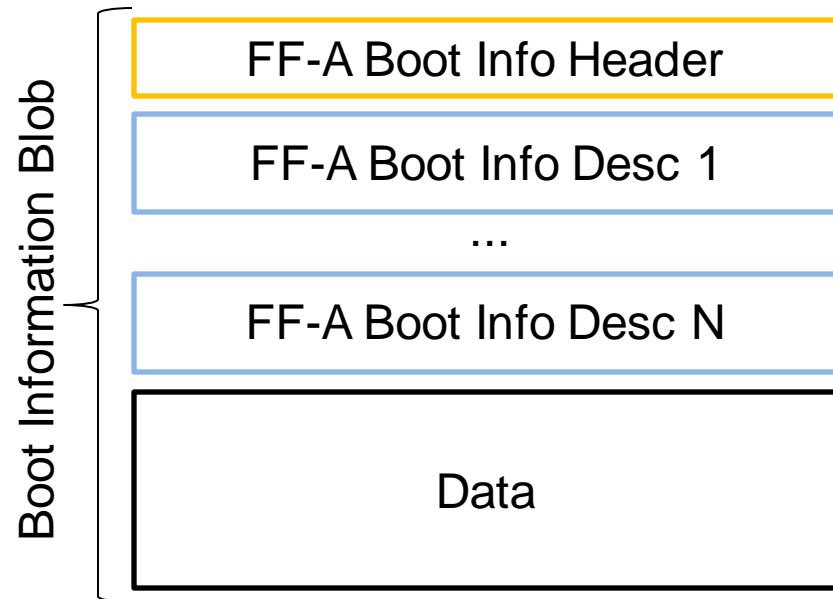 Boot Information Blob
FF-A Boot Info Header
FF-A Boot Info Desc 1
...
FF-A Boot Info Desc N
Data